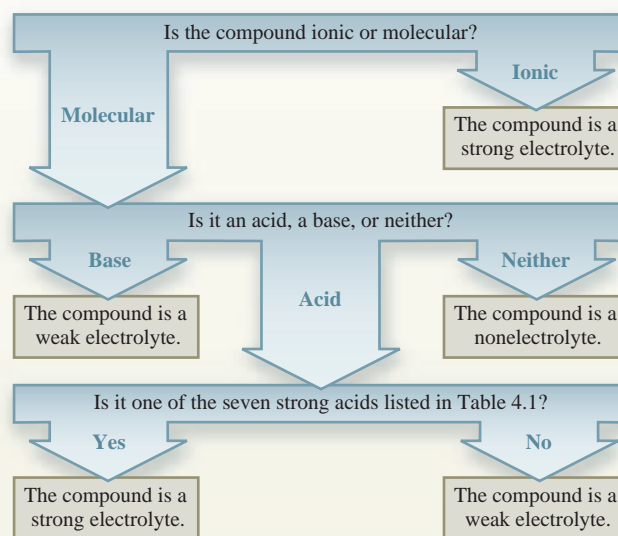 Is the compound ionic or molecular?
Ionic
Molecular
The compound is a
strong electrolyte.
Is it an acid, a base, or neither?
Base
Neither
Acid
The compound is a
weak electrolyte.
The compound is a
nonelectrolyte.
Is it one of the seven strong acids listed in Table 4.1?
Yes
No
The compound is a
strong electrolyte.
The compound is a
weak electrolyte.